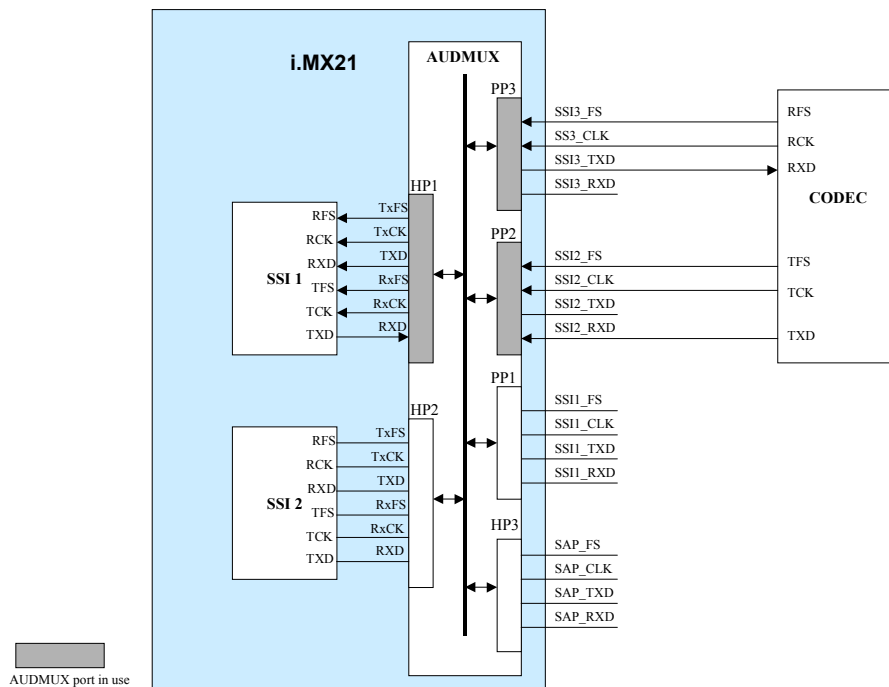 i.MX21
AUDMUX
PP3
SSI3_FS
SS3_CLK
SSI3_TXD
SSI3_RXD
RFS
RCK
RXD
CODEC
TFS
TCK
TXD
HP1
TxFS
TxCK
TXD
RxFS
RxCK
RXD
RFS
RCK
RXD
TFS
TCK
TXD
SSI 1
PP2
SSI2_FS
SSI2_CLK
SSI2_TXD
SSI2_RXD
PP1
SSI1_FS
SSI1_CLK
SSI1_TXD
SSI1_RXD
HP2
TxFS
TxCK
TXD
RxFS
RxCK
RXD
RFS
RCK
RXD
TFS
TCK
TXD
SSI 2
HP3
SAP_FS
SAP_CLK
SAP_TXD
SAP_RXD
AUDMUX port in use